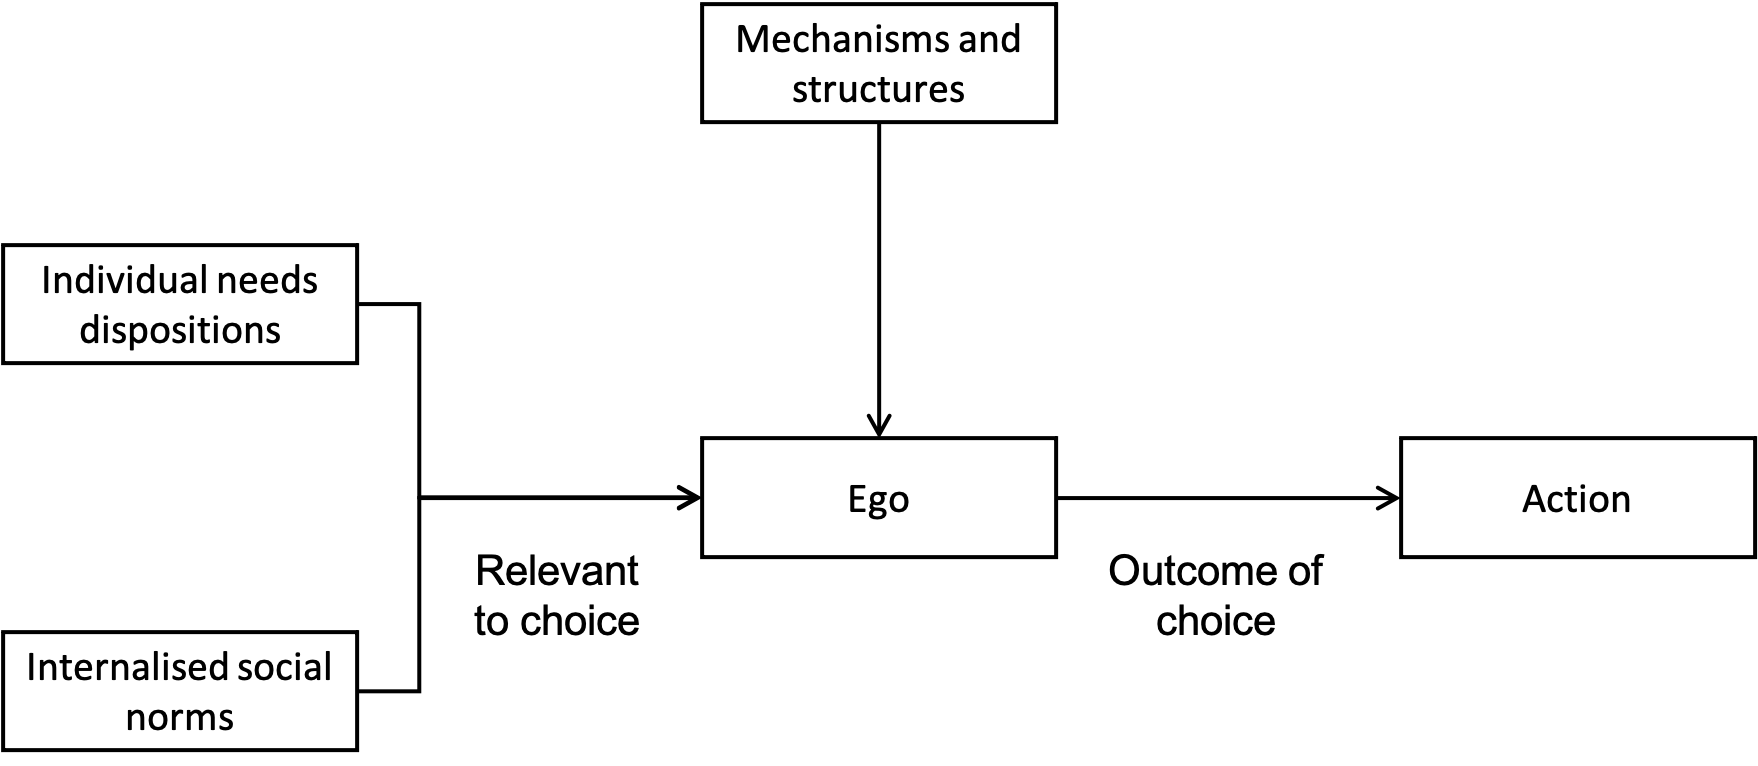 Mechanisms and
structures
Individual needs
dispositions
Ego
Action
Relevant
to choice
Outcome of
choice
Internalised social
norms